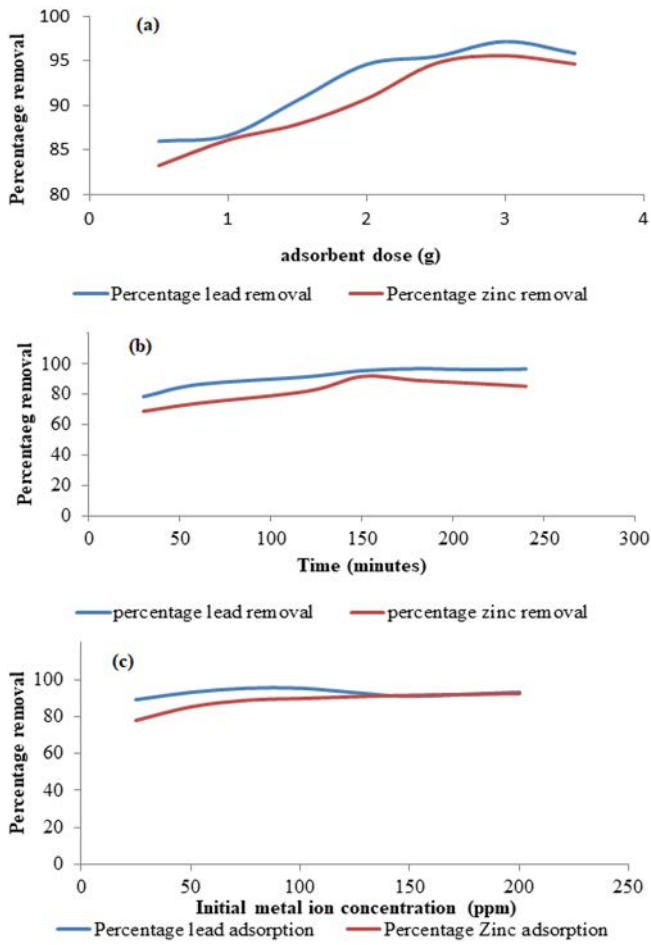 (a)
Percentaege removal
100
95
90
85
80
0 1 2 3 4
adsorbent dose (g)
Percentage lead removal Percentage zinc removal
(b)
Percentaeg removal
100
80
60
40
20
0
0 50 100 150 200 250 300
Time (minutes)
percentage lead removal percentage zinc removal
(c)
Percentage removal
100
80
60
40
20
0
0 50 100 150 200 250
Initial metal ion concentration (ppm)
Percentage lead adsorption Percentage Zinc adsorption